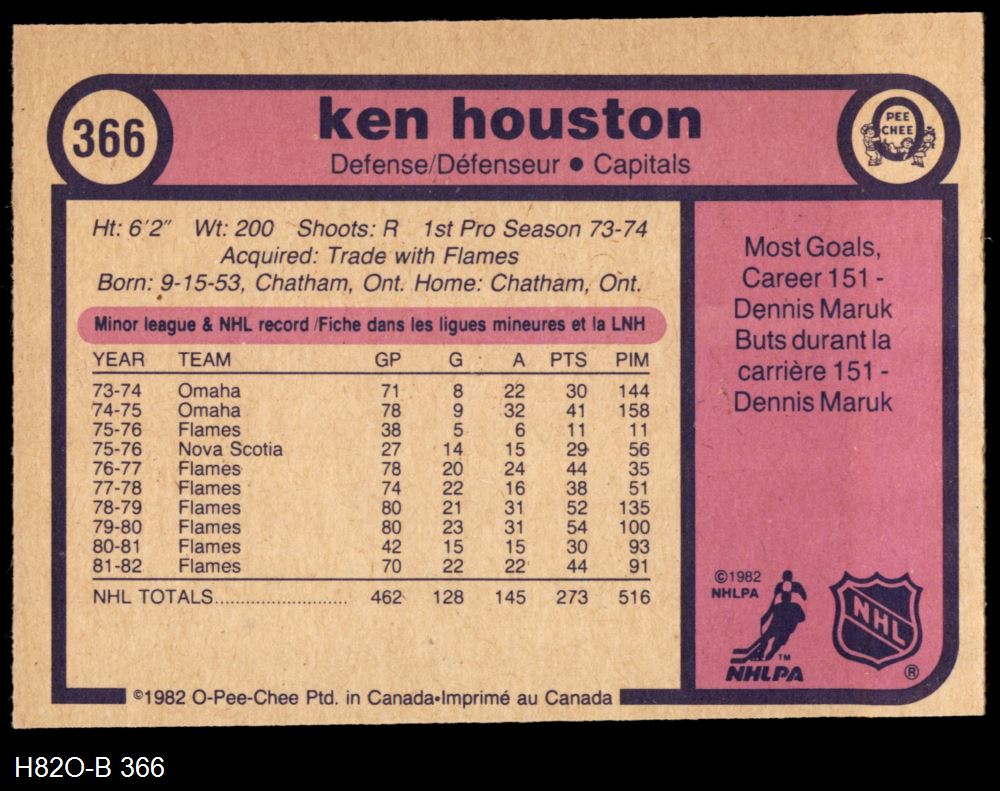 366
ken houston
Defense/Défenseur ● Capitals
PEE
CHEE
Ht: 6'2" Wt: 200 Shoots: R 1st Pro Season 73-74
Acquired: Trade with Flames
Born: 9-15-53, Chatham, Ont. Home: Chatham, Ont.
Minor league & NHL record /Fiche dans les ligues mineures et la LNH
YEAR TEAM GP G A PTS PIM
73-74 Omaha 71 8 22 30 144
74-75 Omaha 78 9 32 41 158
75-76 Flames 38 5 6 11 11
75-76 Nova Scotia 27 14 15 29 56
76-77 Flames 78 20 24 44 35
77-78 Flames 74 22 16 38 51
78-79 Flames 80 21 31 52 135
79-80 Flames 80 23 31 54 100
80-81 Flames 42 15 15 30 93
81-82 Flames 70 22 22 44 91
NHL TOTALS........................... 462 128 145 273 516
Most Goals,
Career 151 -
Dennis Maruk
Buts durant la
carrière 151 -
Dennis Maruk
©1982
NHLPA
TM
NHLPA
NHL
®
©1982 O-Pee-Chee Ptd. in Canada•Imprimé au Canada
H82O-B 366